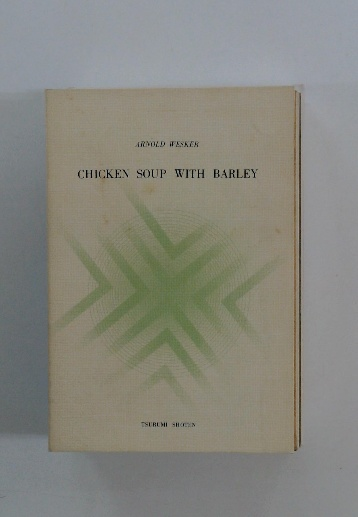 ARNOLD WESKER
CHICKEN SOUP WITH BARLEY
TSURUMI SHOTEN